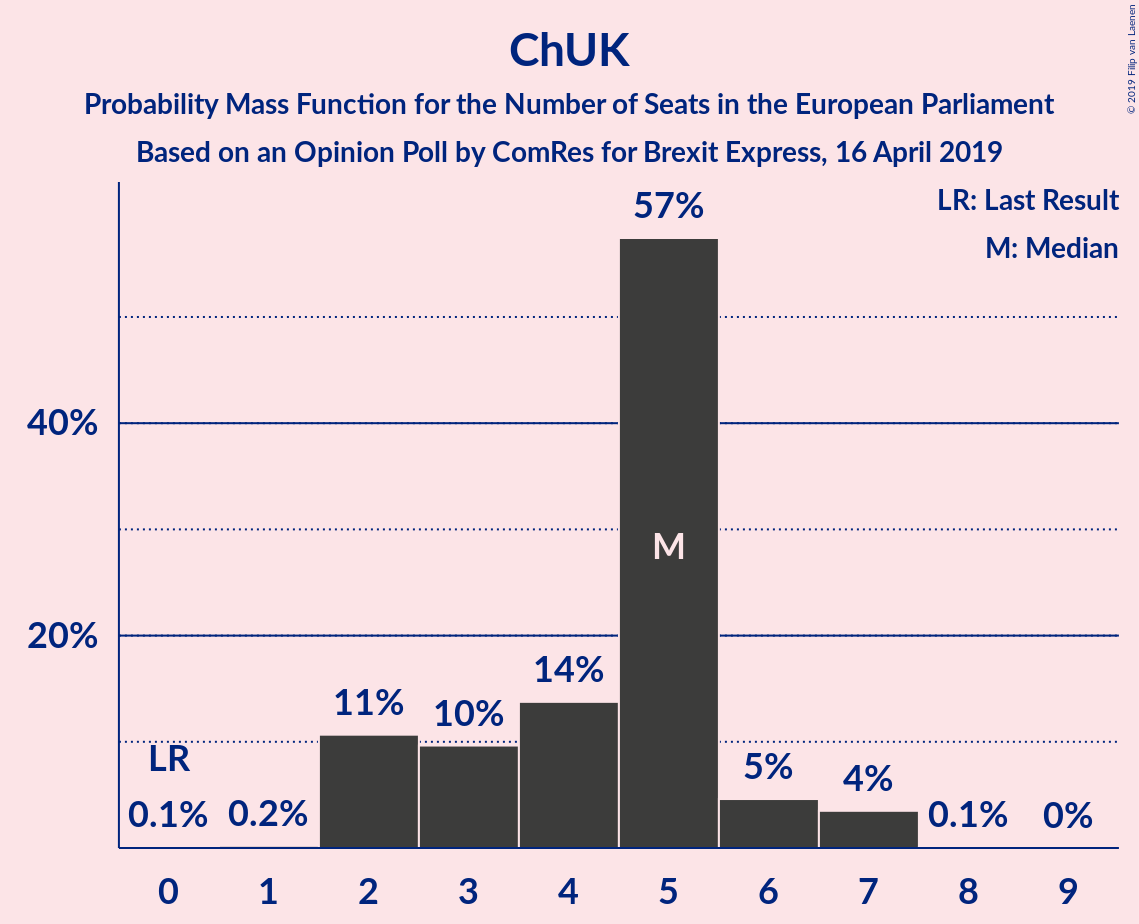 ChUK
Probability Mass Function for the Number of Seats in the European Parliament
Based on an Opinion Poll by ComRes for Brexit Express, 16 April 2019
© 2019 Filip van Laenen
LR: Last Result
M: Median
57%
40%
M
20%
14%
11%
10%
LR
5%
4%
0.1%
0.2%
0.1%
0%
0 1 2 3 4 5 6 7 8 9